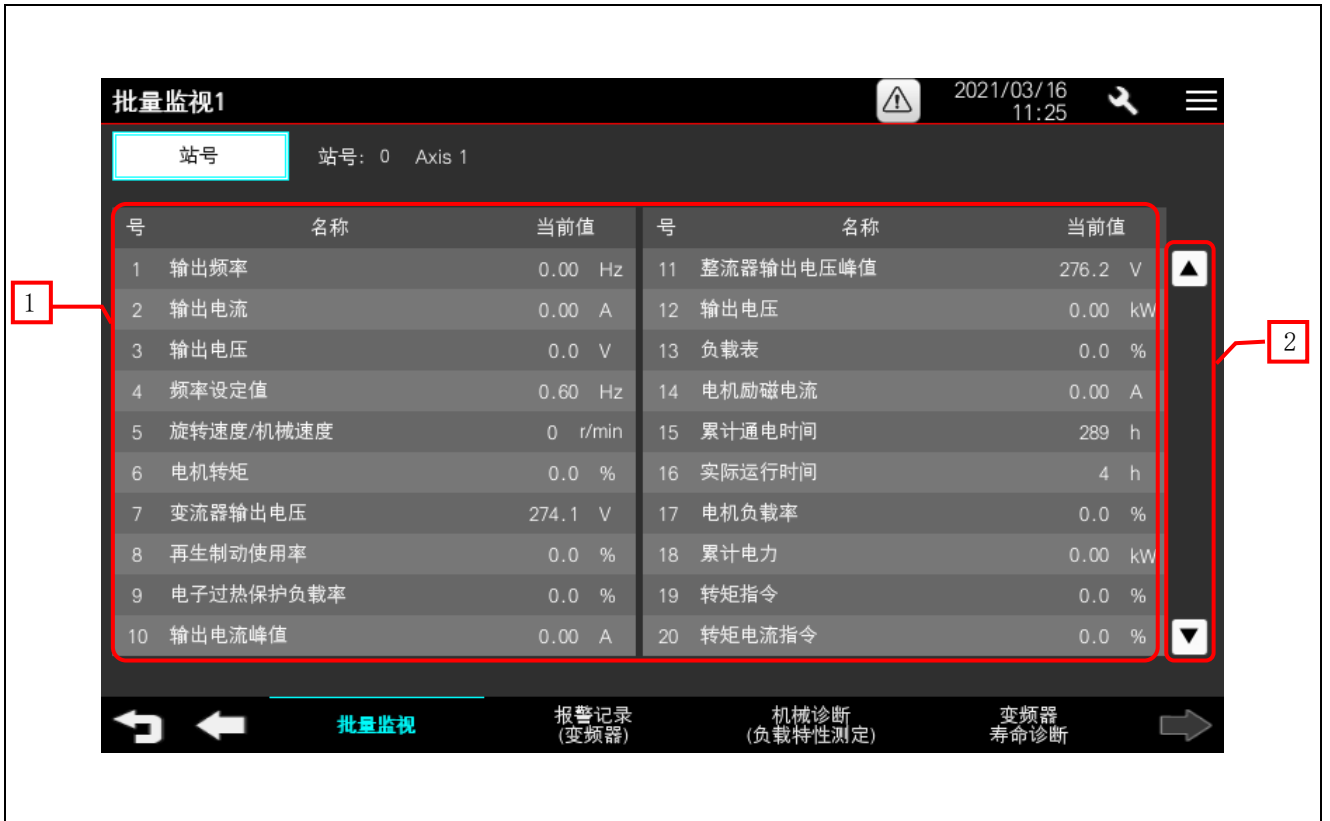 批量监视1
2021/03/16
11:25
站号
站号: 0 Axis 1
号 名称 当前值 号 名称 当前值
1 输出频率 0.00 Hz 11 整流器输出电压峰值 276.2 V
2 输出电流 0.00 A 12 输出电压 0.00 kW
3 输出电压 0.0 V 13 负载表 0.0 %
4 频率设定值 0.60 Hz 14 电机励磁电流 0.00 A
5 旋转速度/机械速度 0 r/min 15 累计通电时间 289 h
6 电机转矩 0.0 % 16 实际运行时间 4 h
7 变流器输出电压 274.1 V 17 电机负载率 0.0 %
8 再生制动使用率 0.0 % 18 累计电力 0.00 kW
9 电子过热保护负载率 0.0 % 19 转矩指令 0.0 %
10 输出电流峰值 0.00 A 20 转矩电流指令 0.0 %
1
2
批量监视
报警记录
(变频器)
机械诊断
(负载特性测定)
变频器
寿命诊断